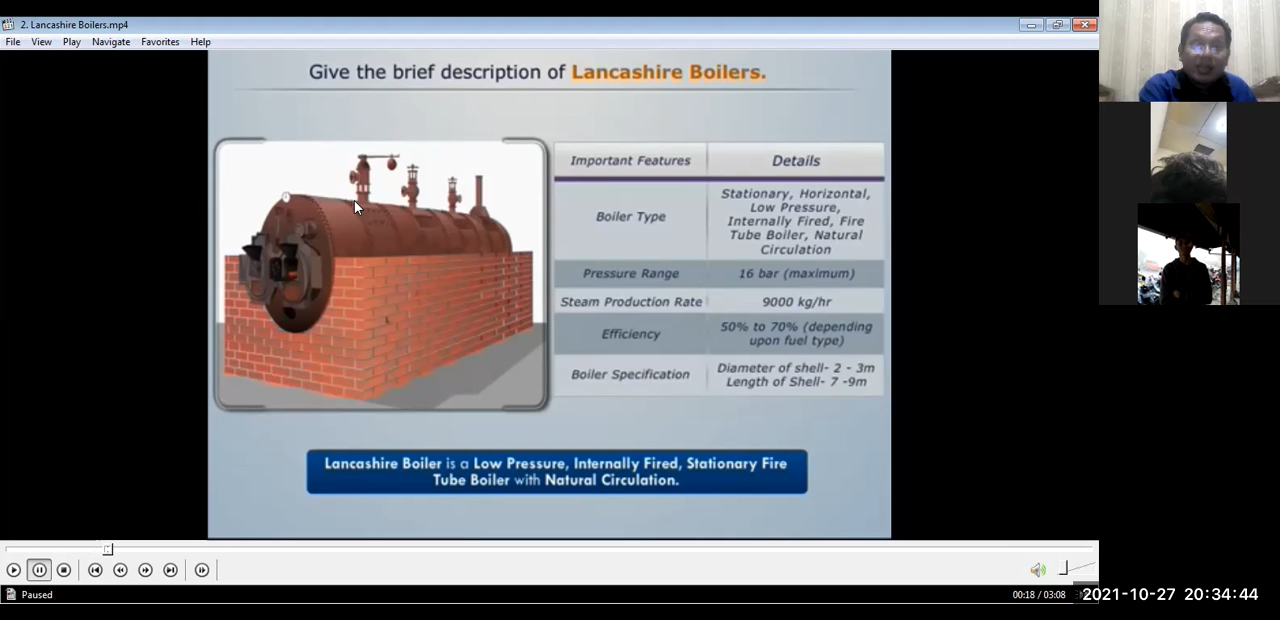 2. Lancashire Boilers.mp4
File View Play Navigate Favorites Help
Give the brief description of Lancashire Boilers.
Important Features Details
Boiler Type
Stationary, Horizontal,
Low Pressure,
Internally Fired, Fire
Tube Boiler, Natural
Circulation
Pressure Range 16 bar (maximum)
Steam Production Rate 9000 kg/hr
Efficiency
50% to 70% (depending
upon fuel type)
Boiler Specification
Diameter of shell- 2 - 3m
Length of Shell- 7 -9m
Lancashire Boiler is a Low Pressure, Internally Fired, Stationary Fire
Tube Boiler with Natural Circulation.
Paused
00:18 / 03:08
2021-10-27 20:34:44